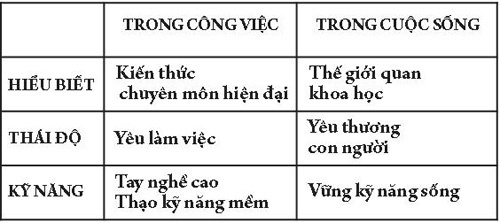 TRONG CÔNG VIỆC TRONG CUỘC SỐNG
HIỂU BIẾT Kiến thức chuyên môn hiện đại Thế giới quan khoa học
THÁI ĐỘ Yêu làm việc Yêu thương con người
KỸ NĂNG Tay nghề cao Thạo kỹ năng mềm Vững kỹ năng sống